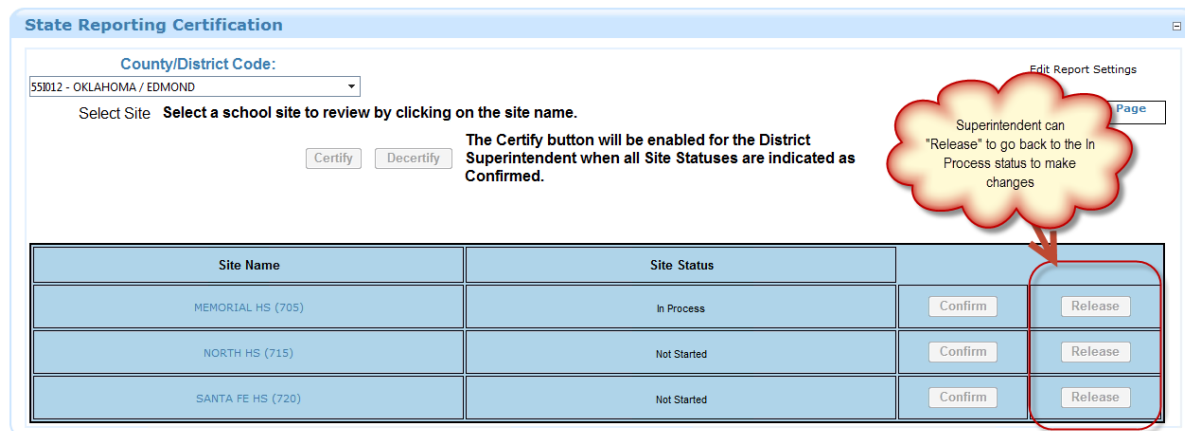 State Reporting Certification
County/District Code:
55I012 - OKLAHOMA / EDMOND
Edit Report Settings
Page
Select Site Select a school site to review by clicking on the site name.
Certify Decertify
The Certify button will be enabled for the District
Superintendent when all Site Statuses are indicated as
Confirmed.
Superintendent can
"Release" to go back to the In
Process status to make
changes
Site Name Site Status
MEMORIAL HS (705) In Process Confirm Release
NORTH HS (715) Not Started Confirm Release
SANTA FE HS (720) Not Started Confirm Release